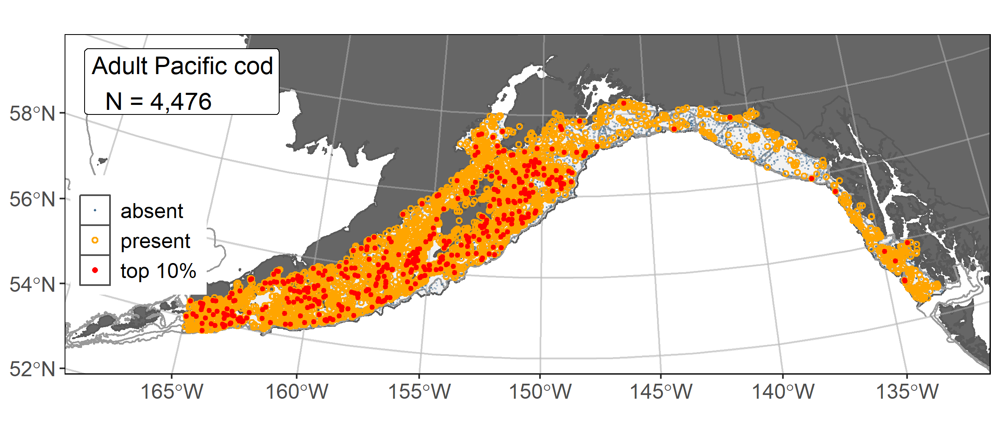 Adult Pacific cod
N = 4,476
58°N
56°N
54°N
52°N
absent
present
top 10%
165°W
160°W
155°W
150°W
145°W
140°W
135°W